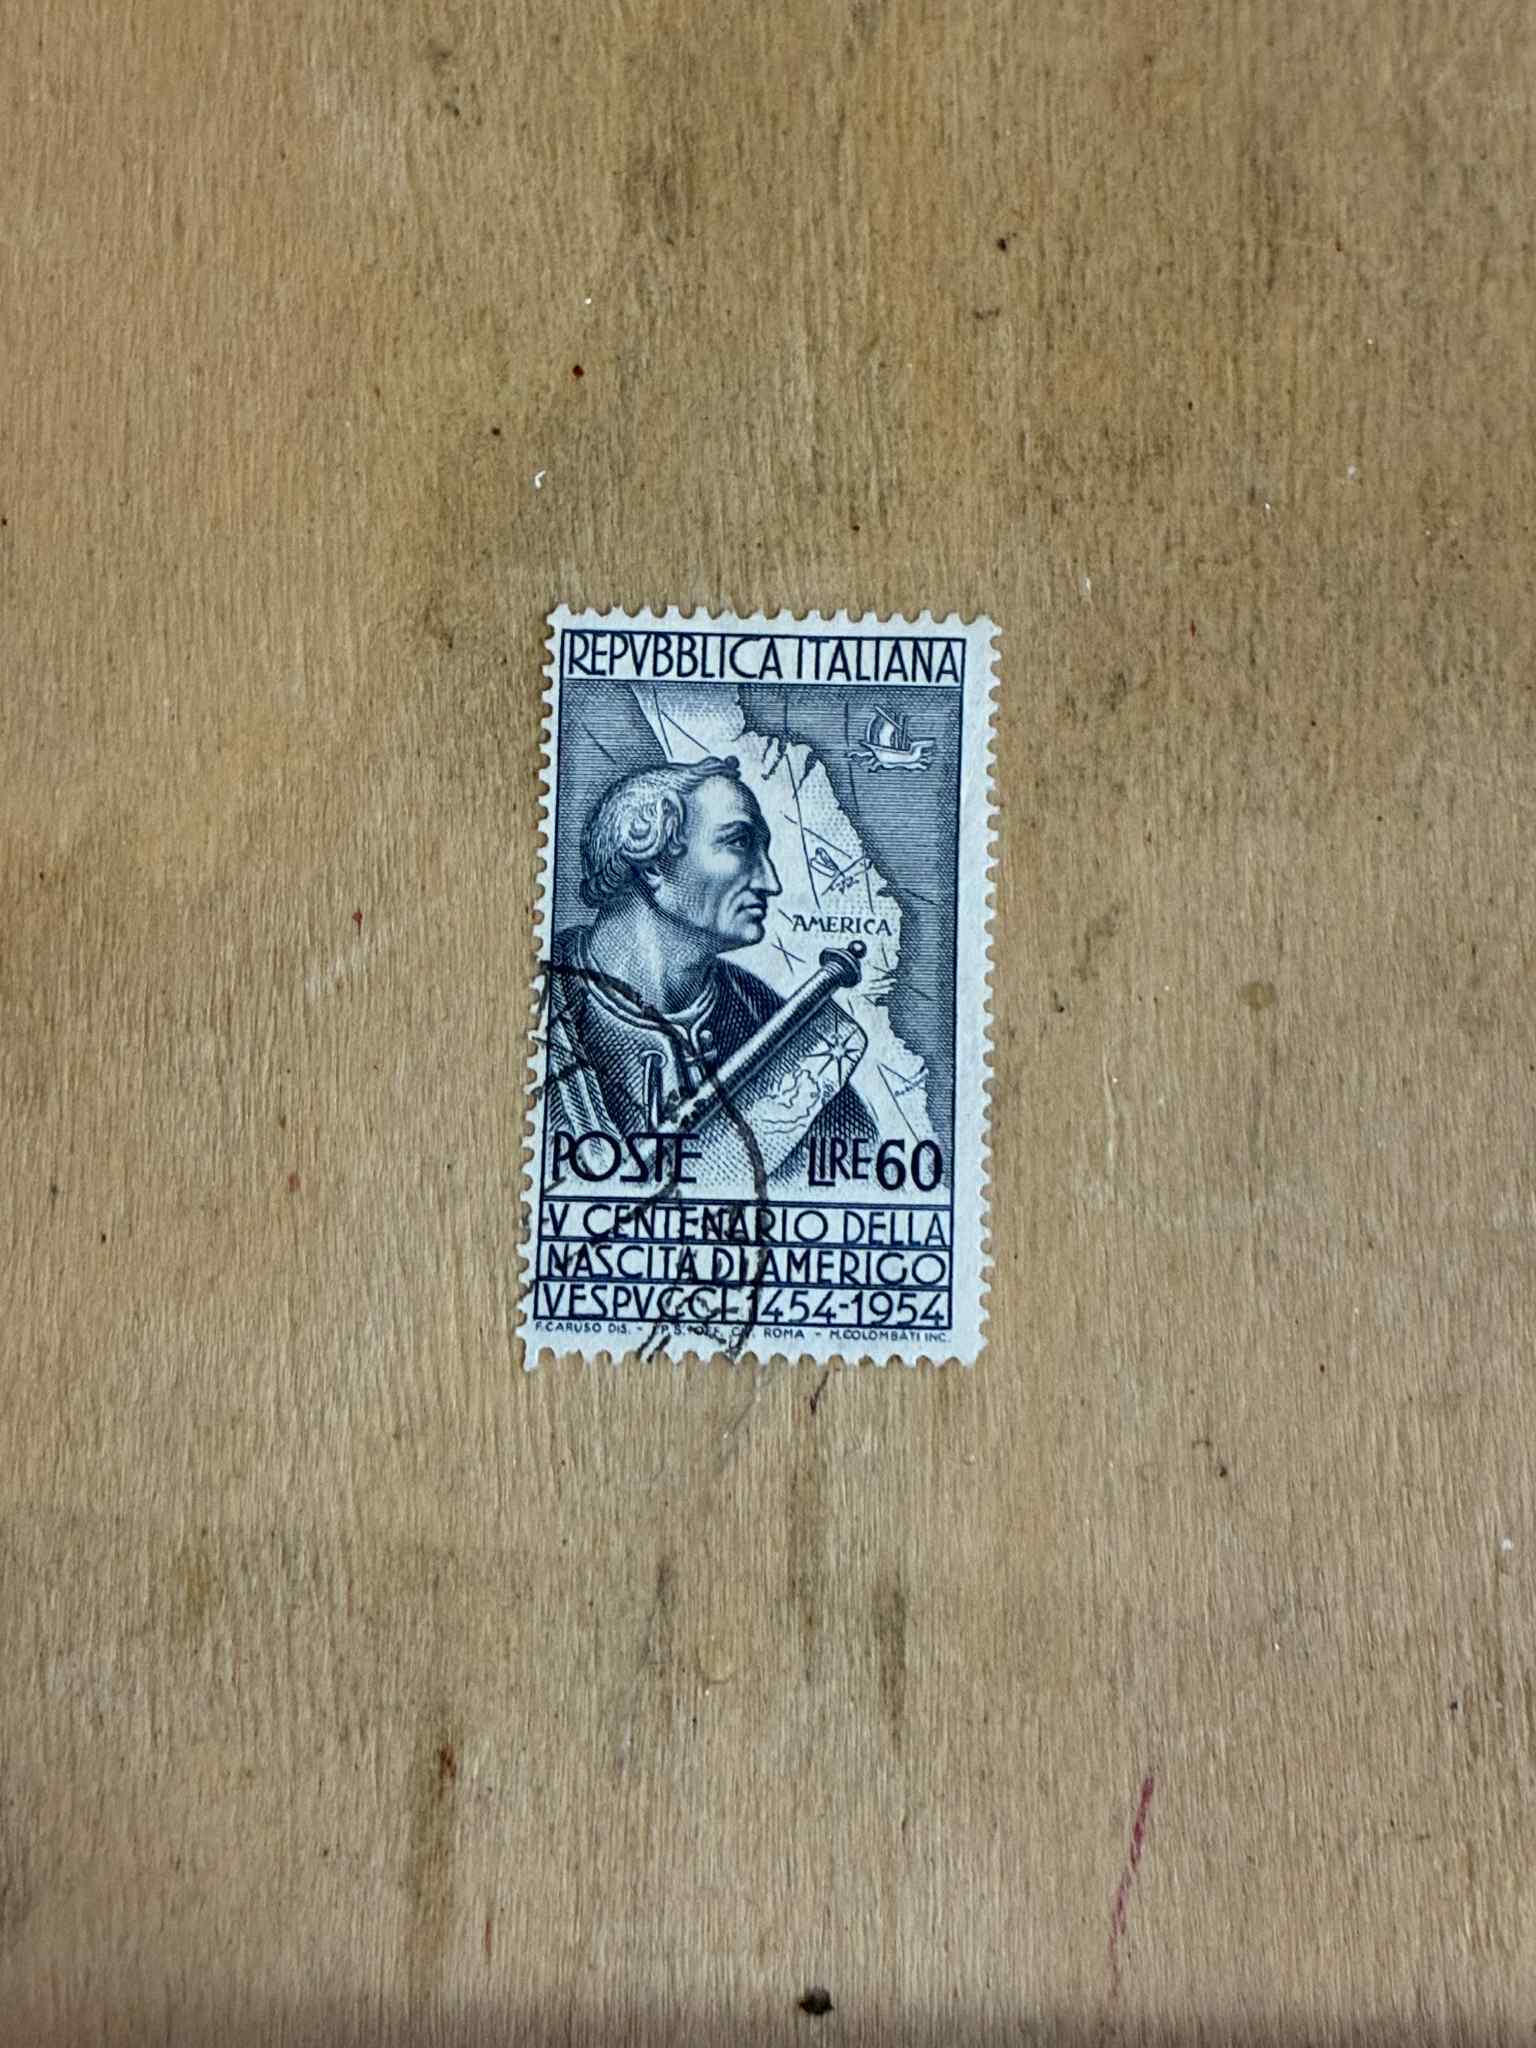 REPVBBLICA ITALIANA
AMERICA
POSTE LIRE 60
V CENTENARIO DELLA
NASCITA DI AMERIGO
VESPVCCI 1454-1954
F. CARUSO DIS. - I.P.S. OFF. C.V. ROMA - M. COLOMBATI INC.